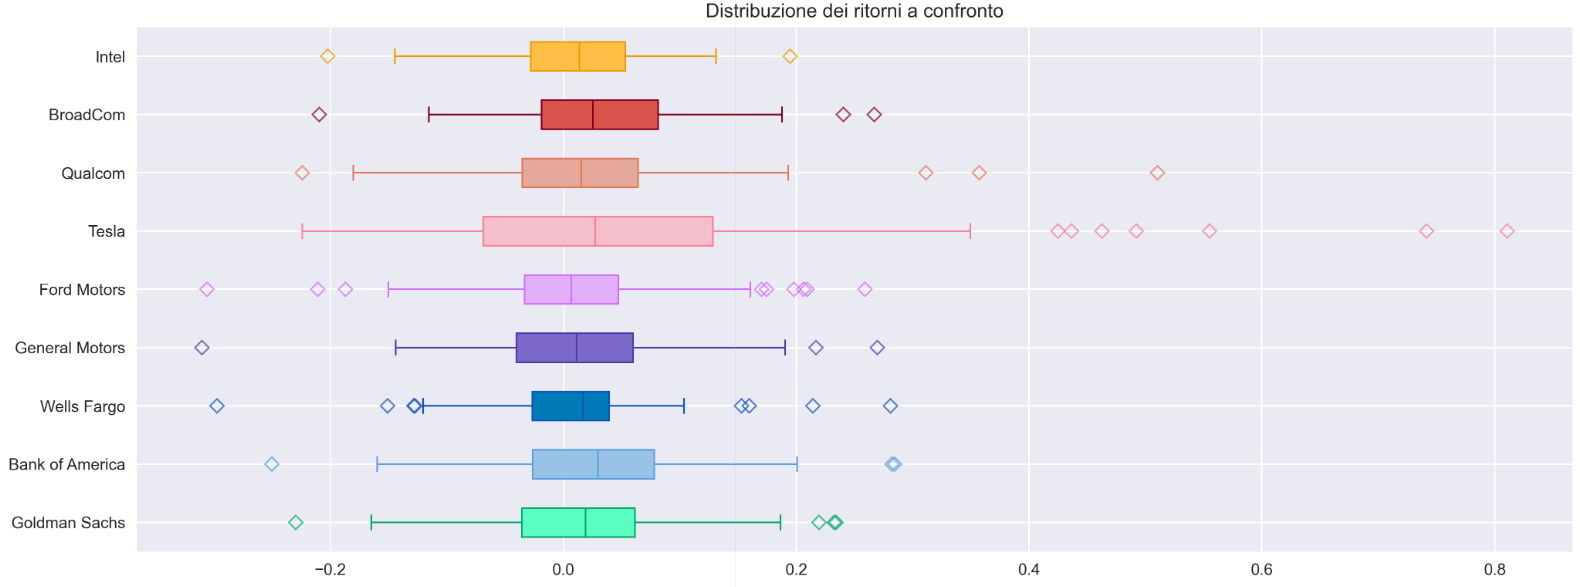 Distribuzione dei ritorni a confronto
Intel
BroadCom
Qualcom
Tesla
Ford Motors
General Motors
Wells Fargo
Bank of America
Goldman Sachs
−0.2 0.0 0.2 0.4 0.6 0.8